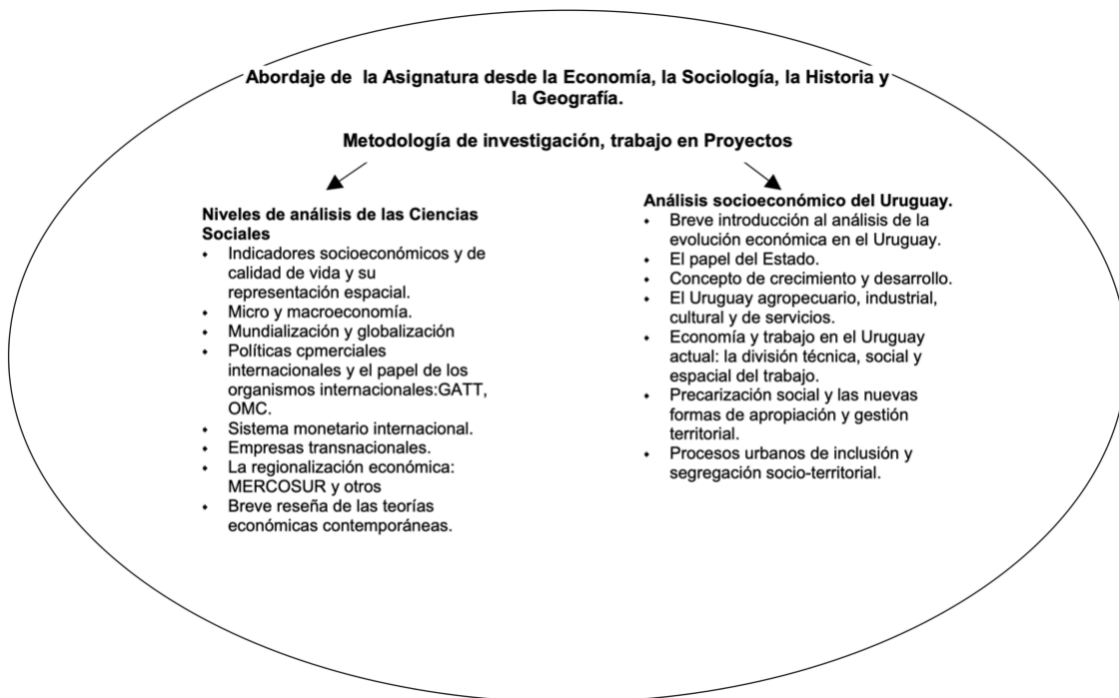 Abordaje de la Asignatura desde la Economía, la Sociología, la Historia y
la Geografía.
Metodología de investigación, trabajo en Proyectos
Niveles de análisis de las Ciencias
Sociales
• Indicadores socioeconómicos y de
calidad de vida y su
representación espacial.
• Micro y macroeconomía.
• Mundialización y globalización
• Políticas cpmerciales
internacionales y el papel de los
organismos internacionales:GATT,
OMC.
• Sistema monetario internacional.
• Empresas transnacionales.
• La regionalización económica:
MERCOSUR y otros
• Breve reseña de las teorías
económicas contemporáneas.
Análisis socioeconómico del Uruguay.
• Breve introducción al análisis de la
evolución económica en el Uruguay.
• El papel del Estado.
• Concepto de crecimiento y desarrollo.
• El Uruguay agropecuario, industrial,
cultural y de servicios.
• Economía y trabajo en el Uruguay
actual: la división técnica, social y
espacial del trabajo.
• Precarización social y las nuevas
formas de apropiación y gestión
territorial.
• Procesos urbanos de inclusión y
segregación socio-territorial.